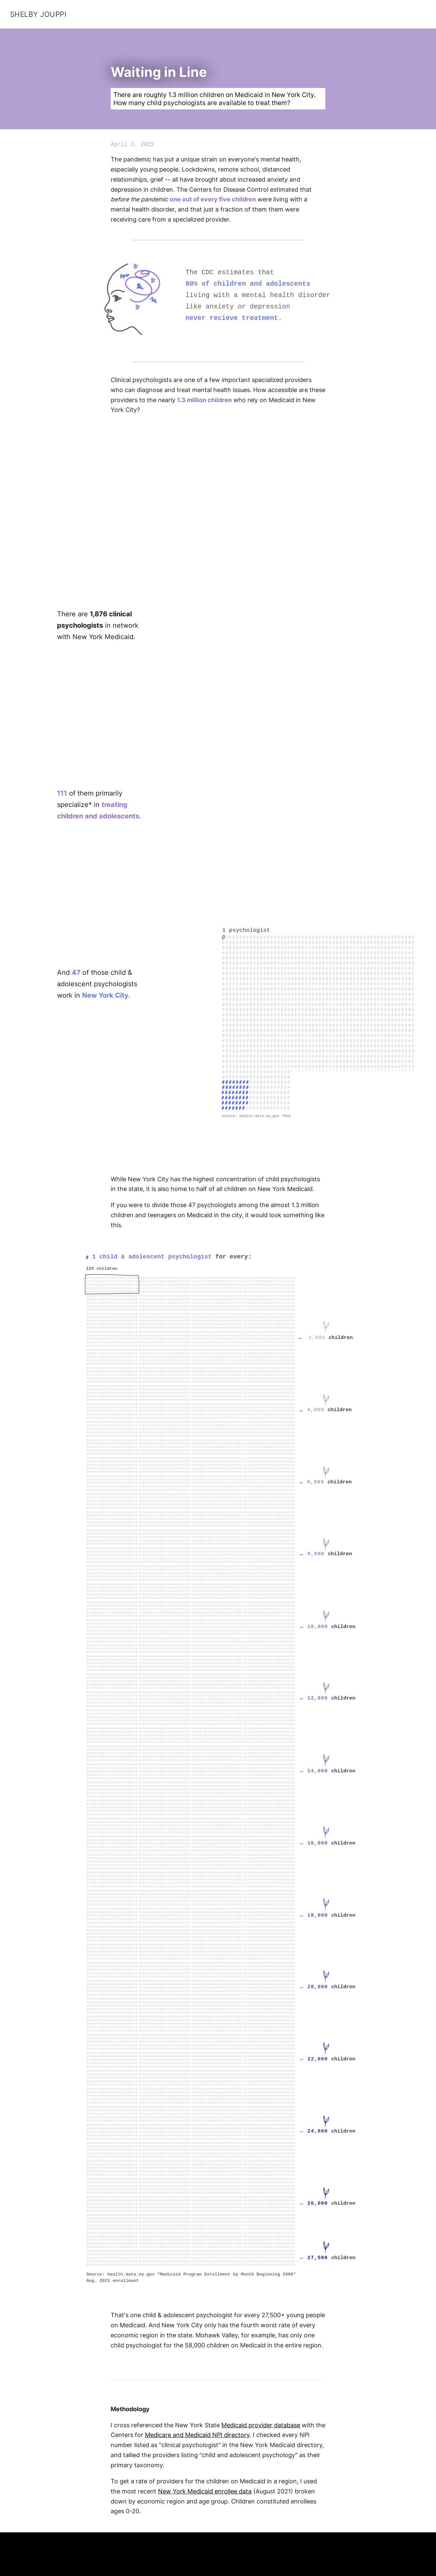 SHELBY JOUPPI
Waiting in Line
There are roughly 1.3 million children on Medicaid in New York City.
How many child psychologists are available to treat them?
April 3, 2022
The pandemic has put a unique strain on everyone's mental health,
especially young people. Lockdowns, remote school, distanced
relationships, grief -- all have brought about increased anxiety and
depression in children. The Centers for Disease Control estimated that
before the pandemic one out of every five children were living with a
mental health disorder, and that just a fraction of them them were
receiving care from a specialized provider.
The CDC estimates that
80% of children and adolescents
living with a mental health disorder
like anxiety or depression
never recieve treatment.
Clinical psychologists are one of a few important specialized providers
who can diagnose and treat mental health issues. How accessible are these
providers to the nearly 1.3 million children who rely on Medicaid in New
York City?
There are 1,876 clinical
psychologists in network
with New York Medicaid.
111 of them primarily
specialize* in treating
children and adolescents.
1 psychologist
And 47 of those child &
adolescent psychologists
work in New York City.
Source: health.data.ny.gov "Med
While New York City has the highest concentration of child psychologists
in the state, it is also home to half of all children on New York Medicaid.
If you were to divide those 47 psychologists among the almost 1.3 million
children and teenagers on Medicaid in the city, it would look something like
this.
1 child & adolescent psychologist for every:
125 children
← 2,000 children
← 4,000 children
← 6,000 children
← 8,000 children
← 10,000 children
← 12,000 children
← 14,000 children
← 16,000 children
← 18,000 children
← 20,000 children
← 22,000 children
← 24,000 children
← 26,000 children
← 27,500 children
Source: health.data.ny.gov "Medicaid Program Enrollment by Month Beginning 2009"
Aug. 2021 enrollment
That's one child & adolescent psychologist for every 27,500+ young people
on Medicaid. And New York City only has the fourth worst rate of every
economic region in the state. Mohawk Valley, for example, has only one
child psychologist for the 58,000 children on Medicaid in the entire region.
Methodology
I cross referenced the New York State Medicaid provider database with the
Centers for Medicare and Medicaid NPI directory. I checked every NPI
number listed as "clinical psychologist" in the New York Medicaid directory,
and tallied the providers listing "child and adolescent psychology" as their
primary taxonomy.
To get a rate of providers for the children on Medicaid in a region, I used
the most recent New York Medicaid enrollee data (August 2021) broken
down by economic region and age group. Children constituted enrollees
ages 0-20.